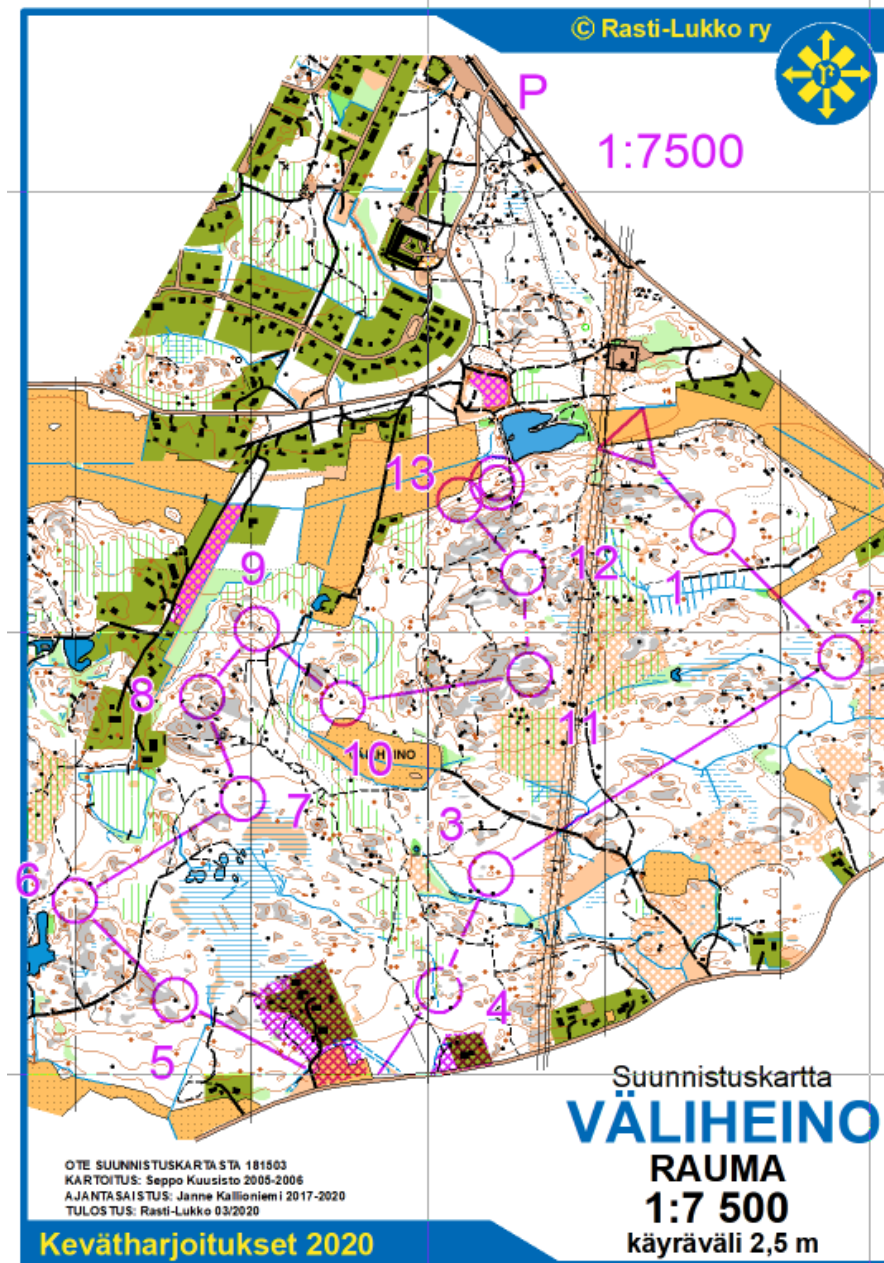 © Rasti-Lukko ry
P
1:7500
13
9
12
1
2
8
11
10
7
3
6
4
5
Suunnistuskartta
VÄLIHEINO
RAUMA
1:7 500
käyräväli 2,5 m
OTE SUUNNISTUSKARTASTA 181503
KARTOITUS: Seppo Kuusisto 2005-2006
AJANTASAISTUS: Janne Kallioniemi 2017-2020
TULOSTUS: Rasti-Lukko 03/2020
Kevätharjoitukset 2020